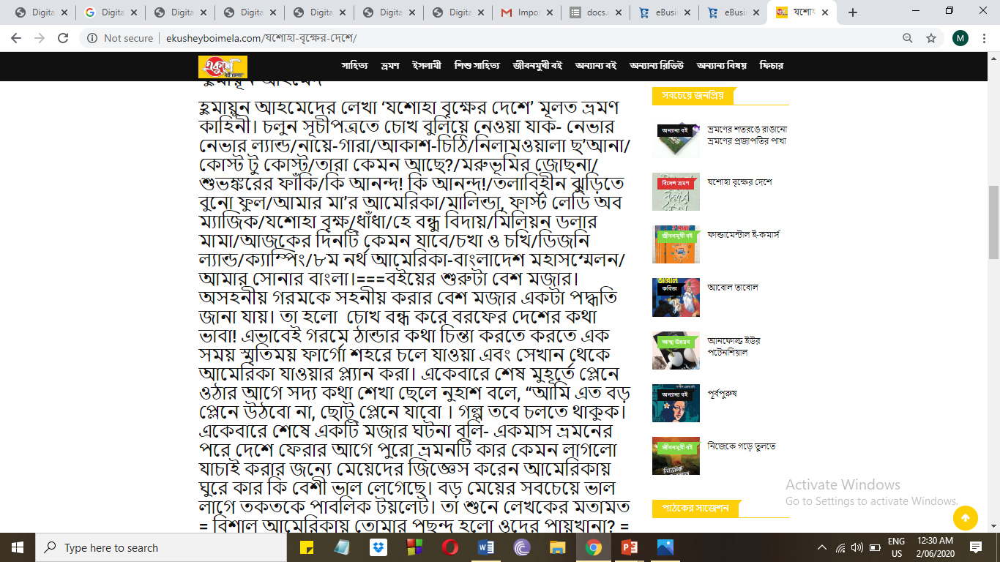 Digita
Digita
Digita
Digita
Digita
Digita
Digita
Impo
docs.
eBusi
eBusi
যশোহ
Not secure
ekusheyboimela.com/যশোহা-বৃক্ষের-দেশে/
M
একুশে
সাহিত্য ভ্রমণ ইসলামী শিশু সাহিত্য জীবনমুখী বই অন্যান্য বই অন্যান্য রিভিউ অন্যান্য বিষয় ফিচার
হুমায়ুন আহমেদের লেখা ‘যশোহা বৃক্ষের দেশে’ মূলত ভ্রমণ
কাহিনী। চলুন সূচীপত্রতে চোখ বুলিয়ে নেওয়া যাক- নেভার
নেভার ল্যান্ড/নায়ে-গারা/আকাশ-চিঠি/নিলামওয়ালা ছ’আনা/
কোস্ট টু কোস্ট/তারা কেমন আছে?/মরুভূমির জোছনা/
শুভঙ্করের ফাঁকি/কি আনন্দ! কি আনন্দ!/তলাবিহীন ঝুড়িতে
বুনো ফুল/আমার মা’র আমেরিকা/মালিন্ডা, ফার্স্ট লেডি অব
ম্যাজিক/যশোহা বৃক্ষ/ধাঁধা/হে বন্ধু বিদায়/মিলিয়ন ডলার
মামা/আজকের দিনটি কেমন যাবে/চখা ও চখি/ডিজনি
ল্যান্ড/ক্যাম্পিং/৮ম নর্থ আমেরিকা-বাংলাদেশ মহাসম্মেলন/
আমার সোনার বাংলা।===বইয়ের শুরুটা বেশ মজার।
অসহনীয় গরমকে সহনীয় করার বেশ মজার একটা পদ্ধতি
জানা যায়। তা হলো চোখ বন্ধ করে বরফের দেশের কথা
ভাবা! এভাবেই গরমে ঠান্ডার কথা চিন্তা করতে করতে এক
সময় স্মৃতিময় ফার্গো শহরে চলে যাওয়া এবং সেখান থেকে
আমেরিকা যাওয়ার প্ল্যান করা। একেবারে শেষ মুহূর্তে প্লেনে
ওঠার আগে সদ্য কথা শেখা ছেলে নুহাশ বলে, “আমি এত বড়
প্লেনে উঠবো না, ছোট প্লেনে যাবো । গল্প তবে চলতে থাকুক।
একেবারে শেষে একটি মজার ঘটনা বলি- একমাস ভ্রমনের
পরে দেশে ফেরার আগে পুরো ভ্রমনটি কার কেমন লাগলো
যাচাই করার জন্যে মেয়েদের জিজ্ঞেস করেন আমেরিকায়
ঘুরে কার কি বেশী ভাল লেগেছে। বড় মেয়ের সবচেয়ে ভাল
লাগে তকতকে পাবলিক টয়লেট। তা শুনে লেখকের মতামত
= বিশাল আমেরিকায় তোমার পছন্দ হলো ওদের পায়খানা? =
সবচেয়ে জনপ্রিয়
অন্যান্য বই
ভ্রমণের শতরঙে রাঙানো
ভ্রমণের প্রজাপতির পাখা
বিদেশ ভ্রমণ
যশোহা বৃক্ষের দেশে
জীবনমুখী বই
ফান্ডামেন্টাল ই-কমার্স
কবিতা
আবোল তাবোল
আত্ম উন্নয়ন
আনফোল্ড ইউর
পটেনশিয়াল
অন্যান্য বই
পূর্বপুরুষ
জীবনমুখী বই
নিজেকে গড়ে তুলতে
পাঠকের সাজেশন
Activate Windows
Go to Settings to activate Windows.
Type here to search
ENG
US
12:30 AM
2/06/2020